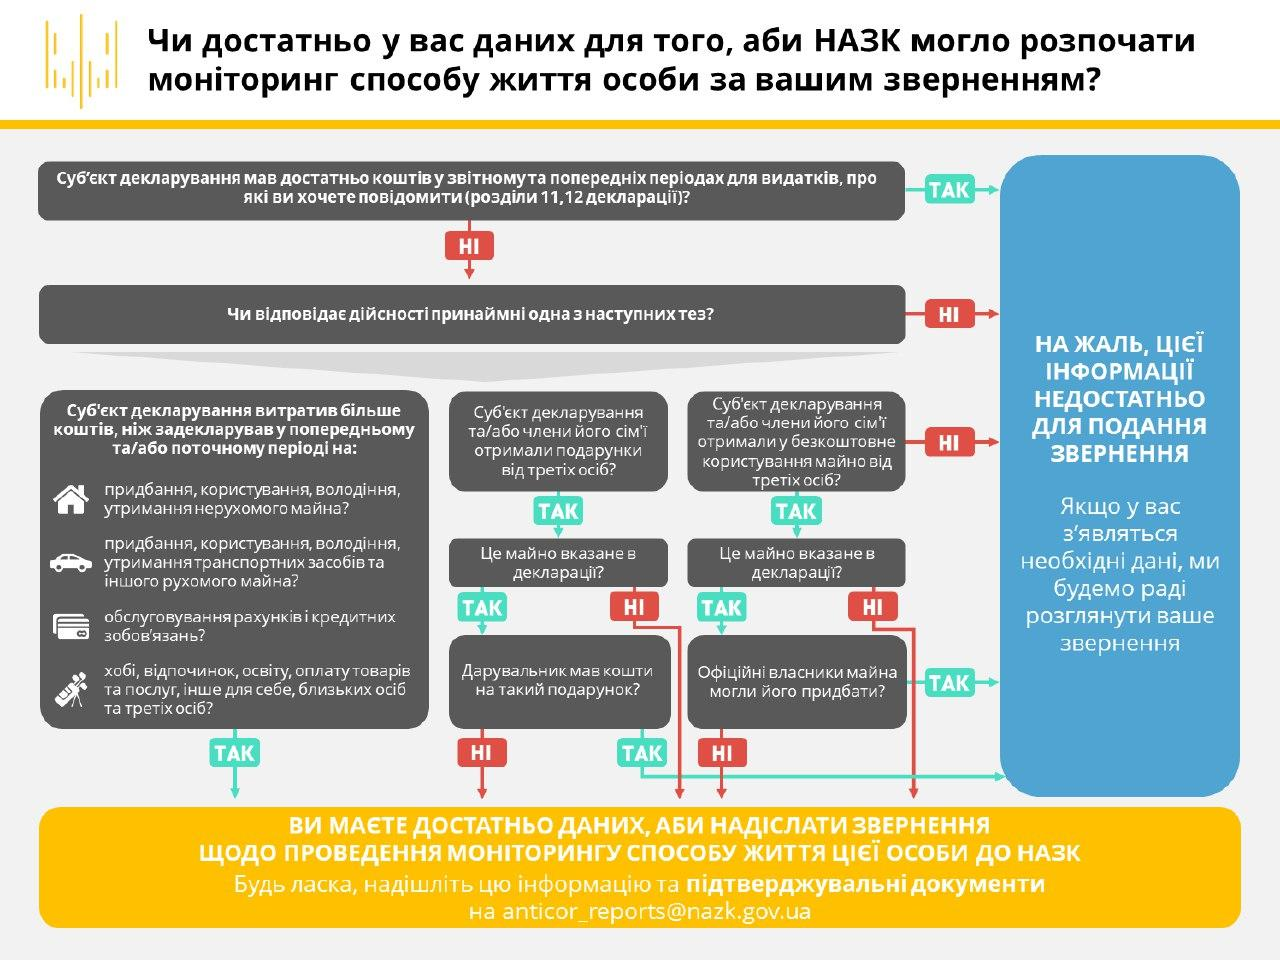 Чи достатньо у вас даних для того, аби НАЗК могло розпочати
моніторинг способу життя особи за вашим зверненням?
Суб’єкт декларування мав достатньо коштів у звітному та попередніх періодах для видатків, про
які ви хочете повідомити (розділи 11,12 декларації)?
ТАК
НІ
Чи відповідає дійсності принаймні одна з наступних тез?
НІ
Суб'єкт декларування витратив більше
коштів, ніж задекларував у попередньому
та/або поточному періоді на:
придбання, користування, володіння,
утримання нерухомого майна?
придбання, користування, володіння,
утримання транспортних засобів та
іншого рухомого майна?
обслуговування рахунків і кредитних
зобов’язань?
хобі, відпочинок, освіту, оплату товарів
та послуг, інше для себе, близьких осіб
та третіх осіб?
ТАК
Суб'єкт декларування
та/або члени його сім'ї
отримали подарунки
від третіх осіб?
ТАК
Це майно вказане в
декларації?
ТАК
НІ
Дарувальник мав кошти
на такий подарунок?
НІ
ТАК
Суб'єкт декларування
та/або члени його сім'ї
отримали у безкоштовне
користування майно від
третіх осіб?
НІ
ТАК
Це майно вказане в
декларації?
ТАК
НІ
Офіційні власники майна
могли його придбати?
ТАК
НІ
НА ЖАЛЬ, ЦІЄЇ
ІНФОРМАЦІЇ
НЕДОСТАТНЬО
ДЛЯ ПОДАННЯ
ЗВЕРНЕННЯ
Якщо у вас
з’являться
необхідні дані, ми
будемо раді
розглянути ваше
звернення
ВИ МАЄТЕ ДОСТАТНЬО ДАНИХ, АБИ НАДІСЛАТИ ЗВЕРНЕННЯ
ЩОДО ПРОВЕДЕННЯ МОНІТОРИНГУ СПОСОБУ ЖИТТЯ ЦІЄЇ ОСОБИ ДО НАЗК
Будь ласка, надішліть цю інформацію та підтверджувальні документи
на anticor_reports@nazk.gov.ua